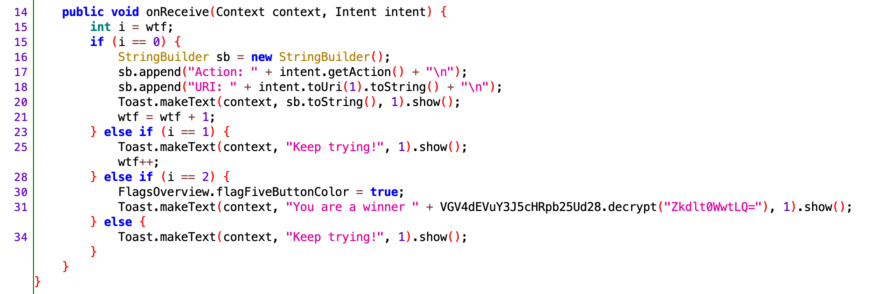 14 public void onReceive(Context context, Intent intent) {
15 int i = wtf;
15 if (i == 0) {
16 StringBuilder sb = new StringBuilder();
17 sb.append("Action: " + intent.getAction() + "\n");
18 sb.append("URI: " + intent.toUri(1).toString() + "\n");
20 Toast.makeText(context, sb.toString(), 1).show();
21 wtf = wtf + 1;
23 } else if (i == 1) {
25 Toast.makeText(context, "Keep trying!", 1).show();
wtf++;
28 } else if (i == 2) {
30 FlagsOverview.flagFiveButtonColor = true;
31 Toast.makeText(context, "You are a winner " + VGV4dEVuY3J5cHRpb25Ud28.decrypt("Zkdlt0WwtLQ="), 1).show();
} else {
34 Toast.makeText(context, "Keep trying!", 1).show();
}
}
}